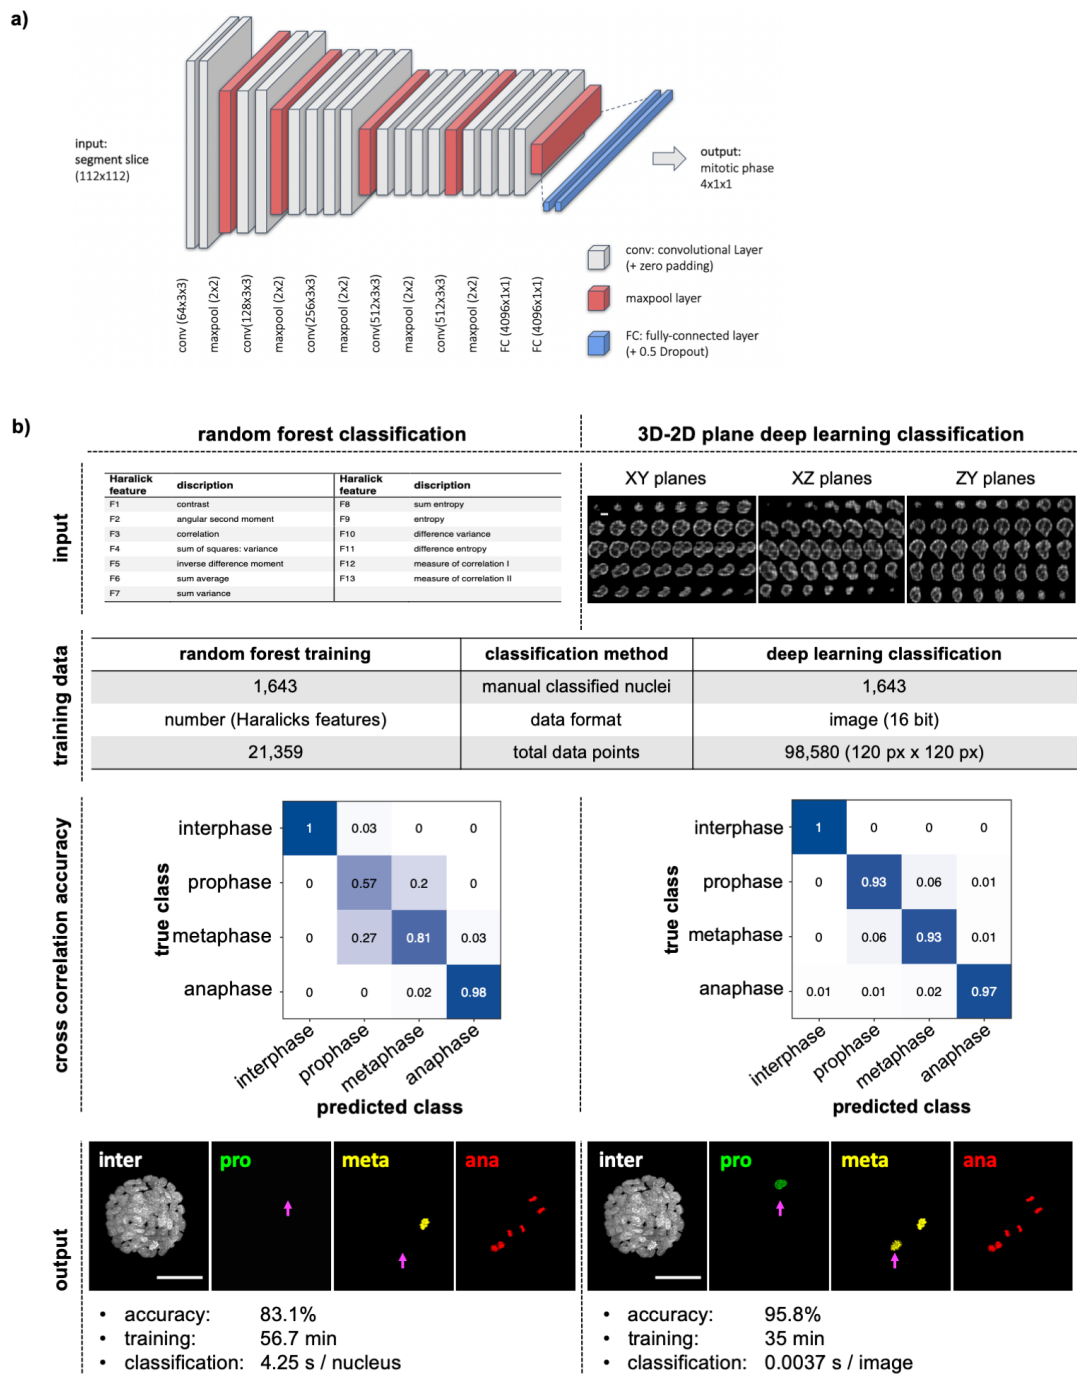 a)
input:
segment slice
(112x112)
output:
mitotic phase
4x1x1
conv: convolutional Layer
(+ zero padding)
maxpool layer
FC: fully-connected layer
(+ 0.5 Dropout)
conv (64x3x3)
maxpool (2x2)
conv(128x3x3)
maxpool (2x2)
conv(256x3x3)
maxpool (2x2)
conv(512x3x3)
maxpool (2x2)
conv(512x3x3)
maxpool (2x2)
FC (4096x1x1)
FC (4096x1x1)
b)
random forest classification
3D-2D plane deep learning classification
input
Haralick feature discription Haralick feature discription
F1 contrast F8 sum entropy
F2 angular second moment F9 entropy
F3 correlation F10 difference variance
F4 sum of squares: variance F11 difference entropy
F5 inverse difference moment F12 measure of correlation I
F6 sum average F13 measure of correlation II
F7 sum variance
XY planes XZ planes ZY planes
training data
random forest training classification method deep learning classification
1,643 manual classified nuclei 1,643
number (Haralicks features) data format image (16 bit)
21,359 total data points 98,580 (120 px x 120 px)
cross correlation accuracy
true class
interphase 1 0.03 0 0
prophase 0 0.57 0.2 0
metaphase 0 0.27 0.81 0.03
anaphase 0 0 0.02 0.98
interphase prophase metaphase anaphase
predicted class
true class
interphase 1 0 0 0
prophase 0 0.93 0.06 0.01
metaphase 0 0.06 0.93 0.01
anaphase 0.01 0.01 0.02 0.97
interphase prophase metaphase anaphase
predicted class
output
inter pro meta ana
inter pro meta ana
• accuracy: 83.1%
• training: 56.7 min
• classification: 4.25 s / nucleus
• accuracy: 95.8%
• training: 35 min
• classification: 0.0037 s / image